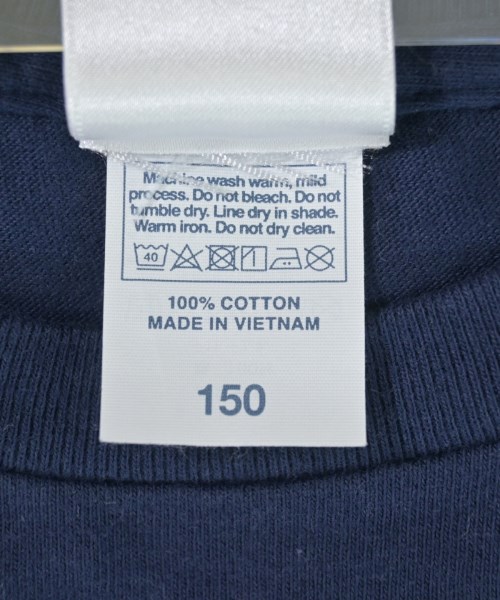 Machine wash warm, mild
process. Do not bleach. Do not
tumble dry. Line dry in shade.
Warm iron. Do not dry clean.
40
100% COTTON
MADE IN VIETNAM
150